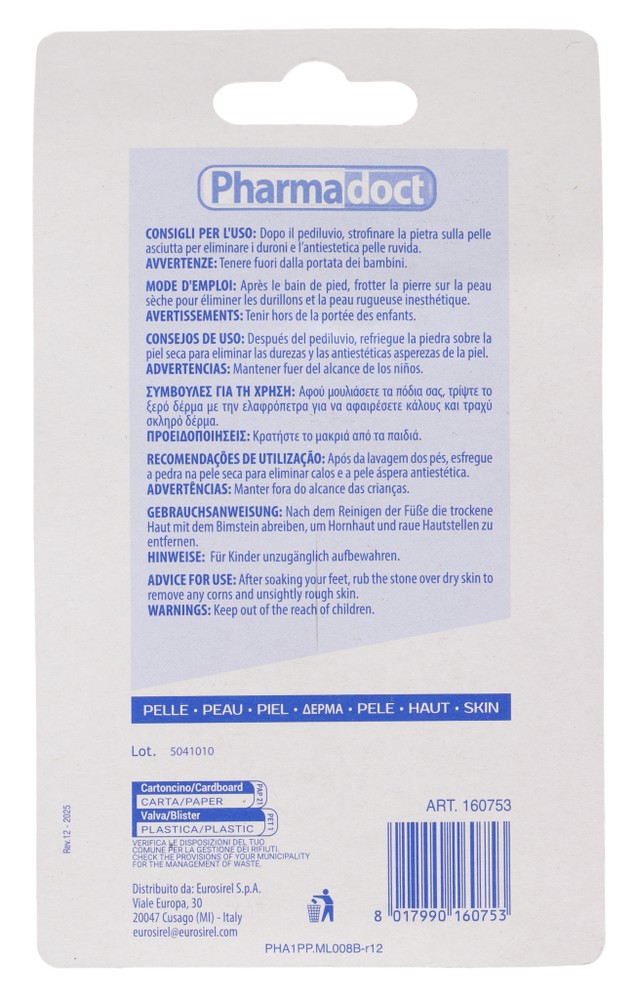 Pharmadoct
CONSIGLI PER L'USO: Dopo il pediluvio, strofinare la pietra sulla pelle
asciutta per eliminare i duroni e l'antiestetica pelle ruvida.
AVVERTENZE: Tenere fuori dalla portata dei bambini.
MODE D'EMPLOI: Après le bain de pied, frotter la pierre sur la peau
sèche pour éliminer les durillons et la peau rugueuse inesthétique.
AVERTISSEMENTS: Tenir hors de la portée des enfants.
CONSEJOS DE USO: Después del pediluvio, refriegue la piedra sobre la
piel seca para eliminar las durezas y las antiestéticas asperezas de la piel.
ADVERTENCIAS: Mantener fuer del alcance de los niños.
ΣΥΜΒΟΥΛΕΣ ΓΙΑ ΤΗ ΧΡΗΣΗ: Αφού μουλιάσετε τα πόδια σας, τρίψτε το
ξερό δέρμα με την ελαφρόπετρα για να αφαιρέσετε κάλους και τραχύ
σκληρό δέρμα.
ΠΡΟΕΙΔΟΠΟΙΗΣΕΙΣ: Κρατήστε το μακριά από τα παιδιά.
RECOMENDAÇÕES DE UTILIZAÇÃO: Após da lavagem dos pés, esfregue
a pedra na pele seca para eliminar calos e a pele áspera antiestética.
ADVERTÊNCIAS: Manter fora do alcance das crianças.
GEBRAUCHSANWEISUNG: Nach dem Reinigen der Füße die trockene
Haut mit dem Bimstein abreiben, um Hornhaut und raue Hautstellen zu
entfernen.
HINWEISE: Für Kinder unzugänglich aufbewahren.
ADVICE FOR USE: After soaking your feet, rub the stone over dry skin to
remove any corns and unsightly rough skin.
WARNINGS: Keep out of the reach of children.
PELLE • PEAU • PIEL • ΔΕΡΜΑ • PELE • HAUT • SKIN
Lot. 5041010
Cartoncino/Cardboard
CARTA/PAPER
PAP 21
Valva/Blister
PLASTICA/PLASTIC
PET 1
VERIFICA LE DISPOSIZIONI DEL TUO
COMUNE PER LA GESTIONE DEI RIFIUTI.
CHECK THE PROVISIONS OF YOUR MUNICIPALITY
FOR THE MANAGEMENT OF WASTE.
Rev. 12 - 2025
Distribuito da: Eurosirel S.p.A.
Viale Europa, 30
20047 Cusago (MI) - Italy
eurosirel@eurosirel.com
ART. 160753
8 017990 160753
PHA1PP.ML008B-r12